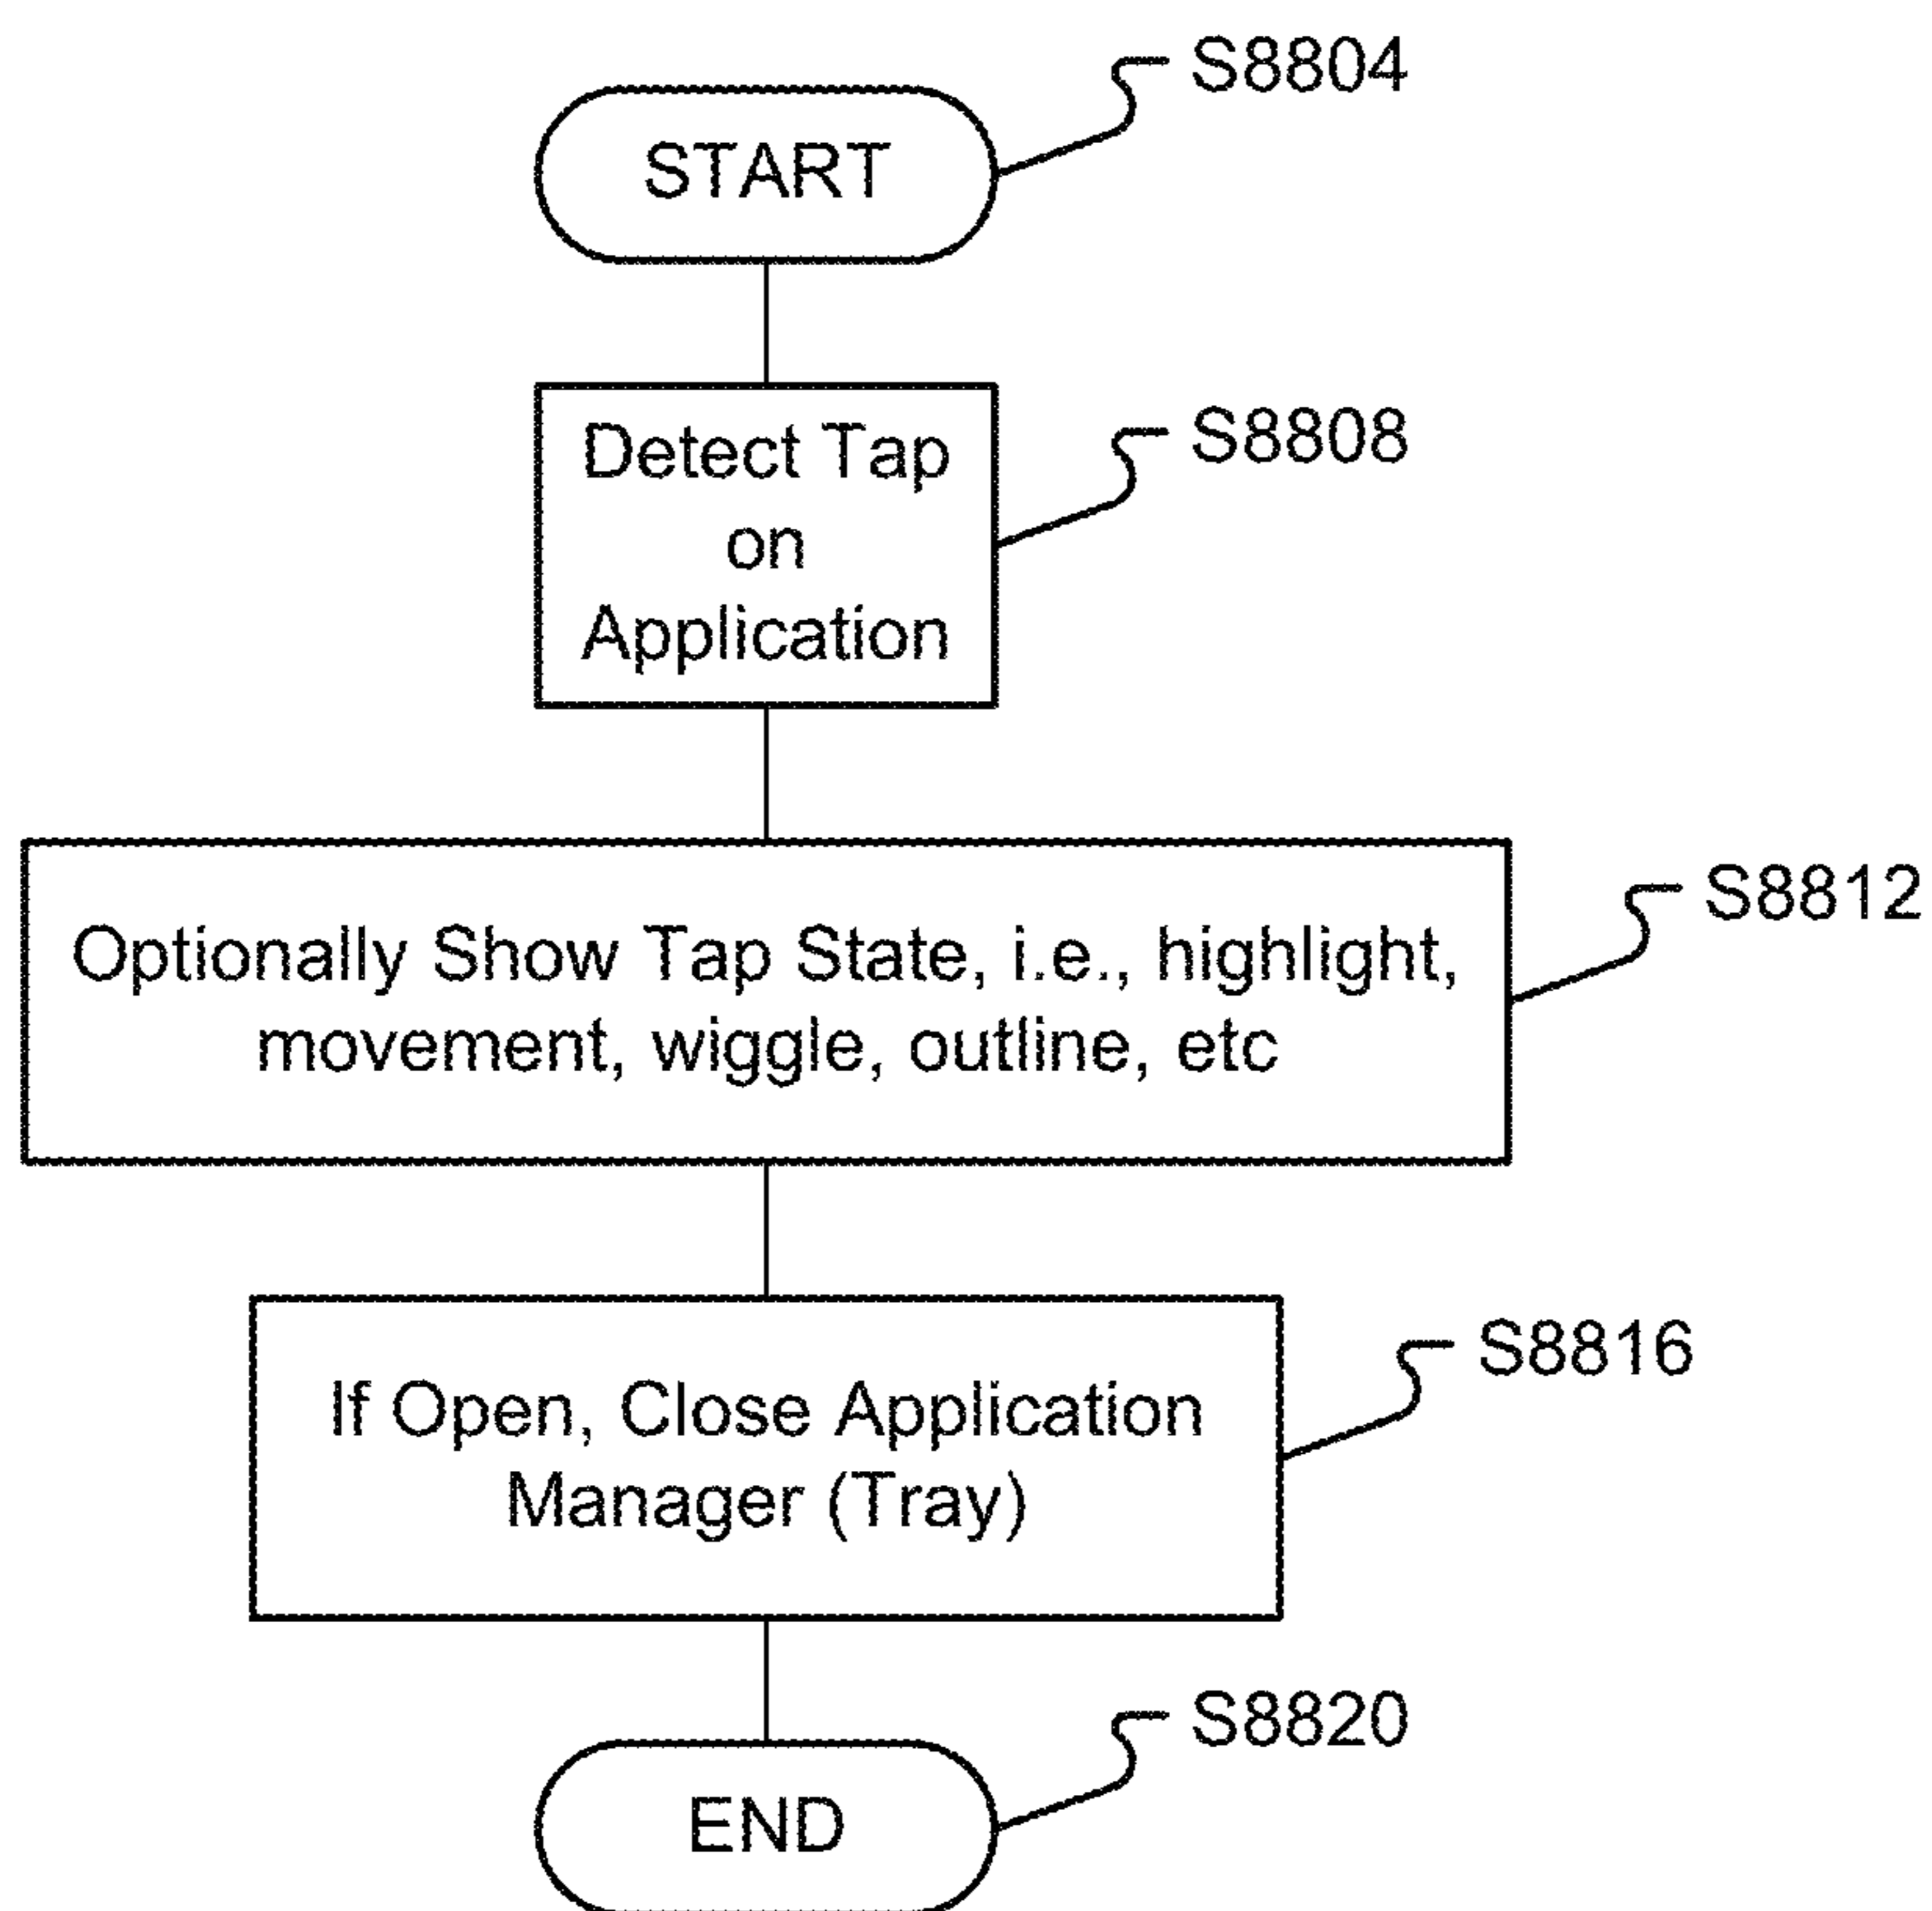 S8804
START
S8808
Detect Tap
on
Application
S8812
Optionally Show Tap State, i.e., highlight,
movement, wiggle, outline, etc
S8816
If Open, Close Application
Manager (Tray)
S8820
END